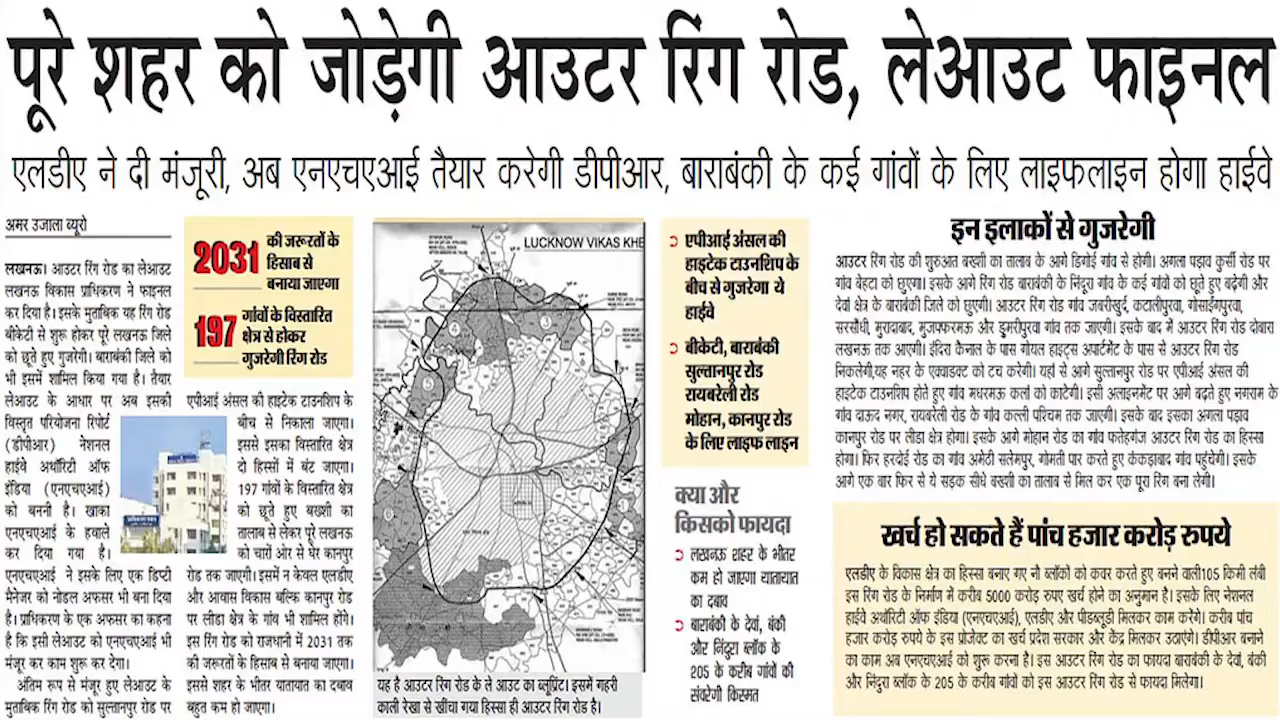 पूरे शहर को जोड़ेगी आउटर रिंग रोड, लेआउट फाइनल
एलडीए ने दी मंजूरी, अब एनएचएआई तैयार करेगी डीपीआर, बाराबंकी के कई गांवों के लिए लाइफलाइन होगा हाईवे
अमर उजाला ब्यूरो
लखनऊ। आउटर रिंग रोड का लेआउट
लखनऊ विकास प्राधिकरण ने फाइनल
कर दिया है। इसके मुताबिक यह रिंग रोड
बीकेटी से शुरू होकर पूरे लखनऊ जिले
को छूते हुए गुजरेगी। बाराबंकी जिले को
भी इसमें शामिल किया गया है। तैयार
लेआउट के आधार पर अब इसकी
विस्तृत परियोजना रिपोर्ट
(डीपीआर) नेशनल
हाईवे अथॉरिटी ऑफ
इंडिया (एनएचएआई)
को बननी है। खाका
एनएचएआई के हवाले
कर दिया गया है।
एनएचएआई ने इसके लिए एक डिप्टी
मैनेजर को नोडल अफसर भी बना दिया
है। प्राधिकरण के एक अफसर का कहना
है कि इसी लेआउट को एनएचएआई भी
मंजूर कर काम शुरू कर देगा।
अंतिम रूप से मंजूर हुए लेआउट के
मुताबिक रिंग रोड को सुल्तानपुर रोड पर
2031 की जरूरतों के
हिसाब से
बनाया जाएगा
197 गांवों के विस्तारित
क्षेत्र से होकर
गुजरेगी रिंग रोड
एपीआई अंसल की हाइटेक टाउनशिप के
बीच से निकाला जाएगा।
इससे इसका विस्तारित क्षेत्र
दो हिस्सों में बंट जाएगा।
197 गांवों के विस्तारित क्षेत्र
को छूते हुए बख्शी का
तालाब से लेकर पूरे लखनऊ
को चारों ओर से घेर कानपुर
रोड तक जाएगी। इसमें न केवल एलडीए
और आवास विकास बल्कि कानपुर रोड
पर लीडा क्षेत्र के गांव भी शामिल होंगे।
इस रिंग रोड को राजधानी में 2031 तक
की जरूरतों के हिसाब से बनाया जाएगा।
इससे शहर के भीतर यातायात का दबाव
बहुत कम हो जाएगा।
LUCKNOW VIKAS KHE
यह है आउटर रिंग रोड के ले आउट का ब्लूप्रिंट। इसमें गहरी
काली रेखा से खींचा गया हिस्सा ही आउटर रिंग रोड है।
एपीआई अंसल की
हाइटेक टाउनशिप के
बीच से गुजरेगा ये
हाईवे
बीकेटी, बाराबंकी
सुल्तानपुर रोड
रायबरेली रोड
मोहान, कानपुर रोड
के लिए लाइफ लाइन
क्या और
किसको फायदा
लखनऊ शहर के भीतर
कम हो जाएगा यातायात
का दबाव
बाराबंकी के देवां, बंकी
और निंदूरा ब्लॉक के
205 के करीब गांवों की
संवरेगी किस्मत
इन इलाकों से गुजरेगी
आउटर रिंग रोड की शुरुआत बख्शी का तालाब के आगे डिगोई गांव से होगी। अगला पड़ाव कुर्सी रोड पर
गांव बेहटा को छुएगा। इसके आगे रिंग रोड बाराबंकी के निंदूरा गांव के कई गांवों को छूते हुए बढ़ेगी और
देवां क्षेत्र के बाराबंकी जिले को छुएगी। आउटर रिंग रोड गांव जबरीखुर्द, कटालीपुरवा, गोसाईंगपुरवा,
सरसौंधी, मुरादाबाद, मुजफ्फरमऊ और डुमरीपुरवा गांव तक जाएगी। इसके बाद में आउटर रिंग रोड दोबारा
लखनऊ तक आएगी। इंदिरा कैनाल के पास गोयल हाइट्स अपार्टमेंट के पास से आउटर रिंग रोड
निकलेगी,यह नहर के एक्वाडक्ट को टच करेगी। यहां से आगे सुल्तानपुर रोड पर एपीआई अंसल की
हाइटेक टाउनशिप होते हुए गांव मधरमऊ कलां को काटेगी। इसी अलाइनमेंट पर आगे बढ़ते हुए नगराम के
गांव दाऊद नगर, रायबरेली रोड के गांव कल्ली पश्चिम तक जाएगी। इसके बाद इसका अगला पड़ाव
कानपुर रोड पर लीडा क्षेत्र होगा। इसके आगे मोहान रोड का गांव फतेहगंज आउटर रिंग रोड का हिस्सा
होगा। फिर हरदोई रोड का गांव अमेठी सलेमपुर, गोमती पार करते हुए कंकड़ाबाद गांव पहुंचेगी। इसके
आगे एक बार फिर से ये सड़क सीधे बख्शी का तालाब से मिल कर एक पूरा रिंग बना लेगी।
खर्च हो सकते हैं पांच हजार करोड़ रुपये
एलडीए के विकास क्षेत्र का हिस्सा बनाए गए नौ ब्लॉकों को कवर करते हुए बनने वाली105 किमी लंबी
इस रिंग रोड के निर्माण में करीब 5000 करोड़ रुपए खर्च होने का अनुमान है। इसके लिए नेशनल
हाईवे अथॉरिटी ऑफ इंडिया (एनएचएआई), एलडीए और पीडब्लूडी मिलकर काम करेंगे। करीब पांच
हजार करोड़ रुपये के इस प्रोजेक्ट का खर्च प्रदेश सरकार और केंद्र मिलकर उठाएंगे। डीपीआर बनाने
का काम अब एनएचएआई को शुरू करना है। इस आउटर रिंग रोड का फायदा बाराबंकी के देवां, बंकी
और निंदुरा ब्लॉक के 205 के करीब गांवों को इस आउटर रिंग रोड से फायदा मिलेगा।